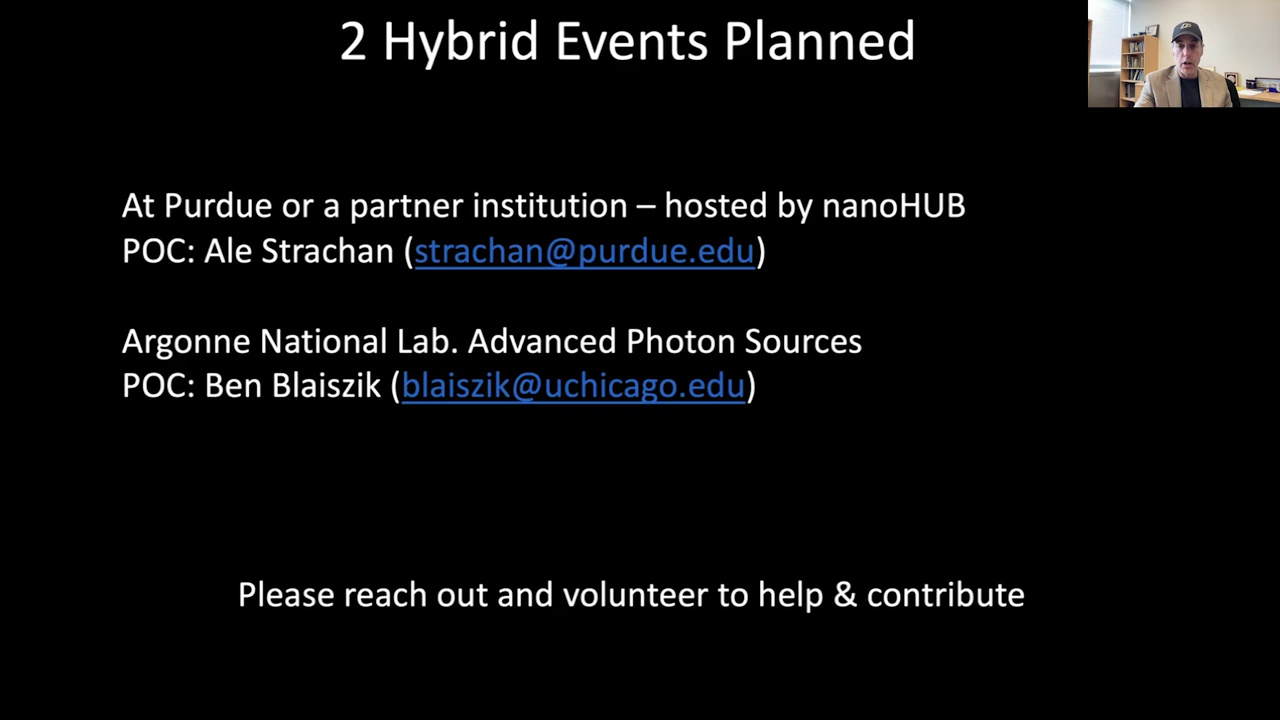 2 Hybrid Events Planned
At Purdue or a partner institution – hosted by nanoHUB
POC: Ale Strachan (strachan@purdue.edu)
Argonne National Lab. Advanced Photon Sources
POC: Ben Blaiszik (blaiszik@uchicago.edu)
Please reach out and volunteer to help & contribute